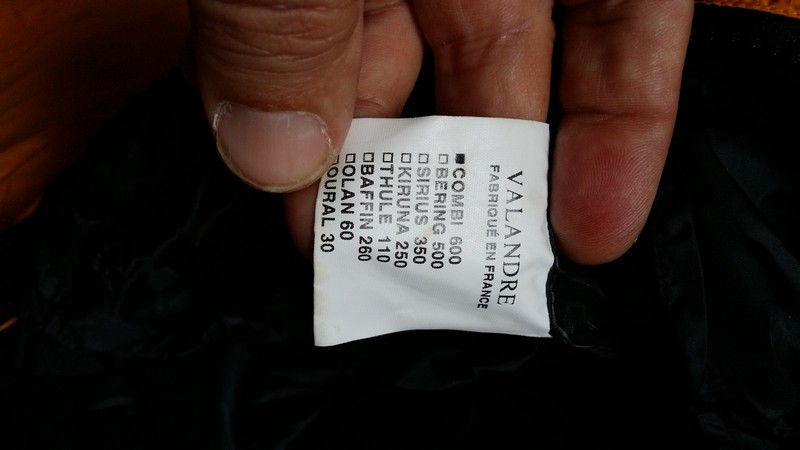 VALANDRE
FABRIQUÉ EN FRANCE
■ COMBI 600
□ BERING 500
□ SIRIUS 350
□ KIRUNA 250
□ THULE 110
□ BAFFIN 260
□ OLAN 60
□ OURAL 30